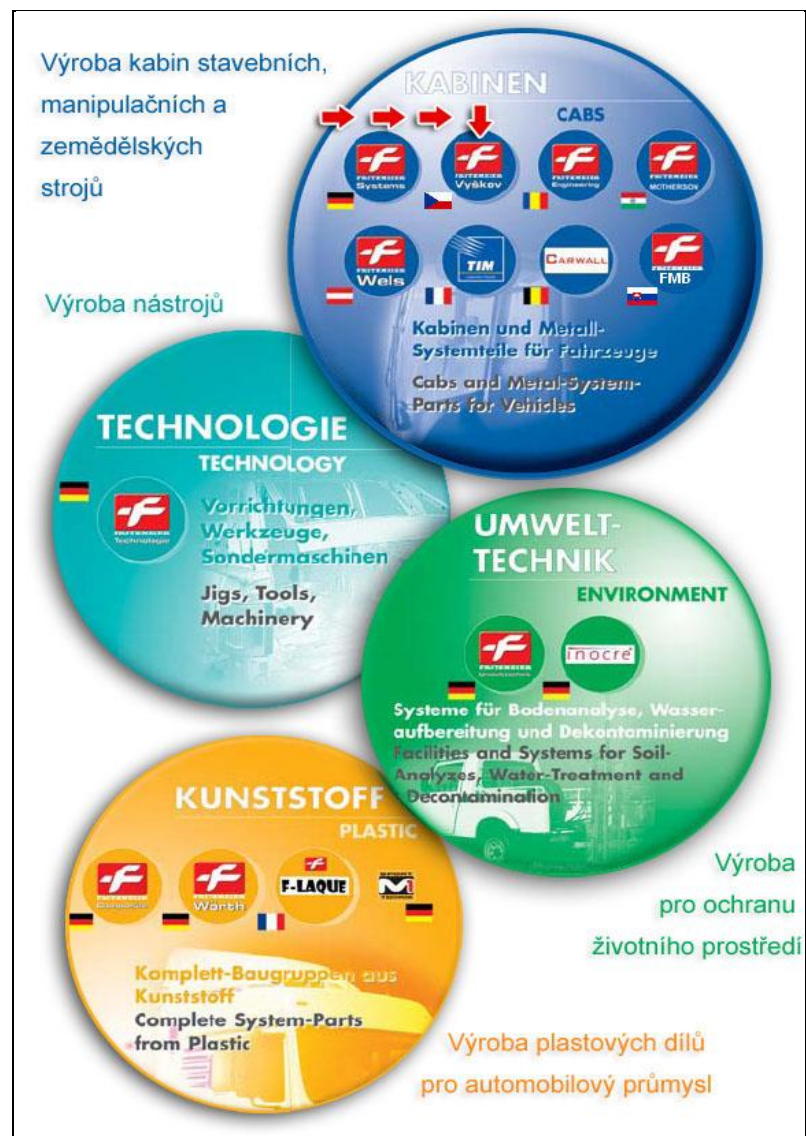 Výroba kabin stavebních,
manipulačních a
zemědělských
strojů
KABINEN
CABS
Systems
Vyškov
Engineering
MOTHERSON
Wels
TIM
CARWALL
FMB
Kabinen und Metall-
Systemteile für Fahrzeuge
Cabs and Metal-System-
Parts for Vehicles
Výroba nástrojů
TECHNOLOGIE
TECHNOLOGY
Technologie
Vorrichtungen,
Werkzeuge,
Sondermaschinen
Jigs, Tools,
Machinery
UMWELT-
TECHNIK
ENVIRONMENT
inocre
Systeme für Bodenanalyse, Wasser-
aufbereitung und Dekontaminierung
Facilities and Systems for Soil-
Analyzes, Water-Treatment and
Decontamination
Výroba
pro ochranu
životního prostředí
KUNSTSTOFF
PLASTIC
Wörth
F-LAQUE
M1
Komplett-Baugruppen aus
Kunststoff
Complete System-Parts
from Plastic
Výroba plastových dílů
pro automobilový průmysl